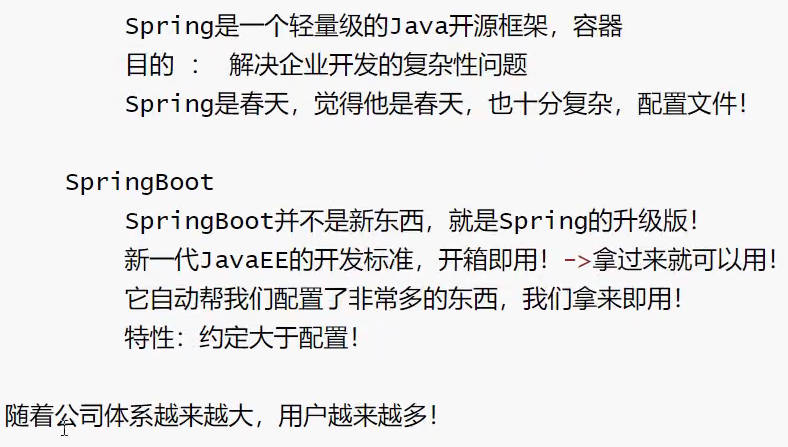 Spring是一个轻量级的Java开源框架，容器
目的 ： 解决企业开发的复杂性问题
Spring是春天，觉得他是春天，也十分复杂，配置文件！
SpringBoot
SpringBoot并不是新东西，就是Spring的升级版！
新一代JavaEE的开发标准，开箱即用！->拿过来就可以用！
它自动帮我们配置了非常多的东西，我们拿来即用！
特性：约定大于配置！
随着公司体系越来越大，用户越来越多！